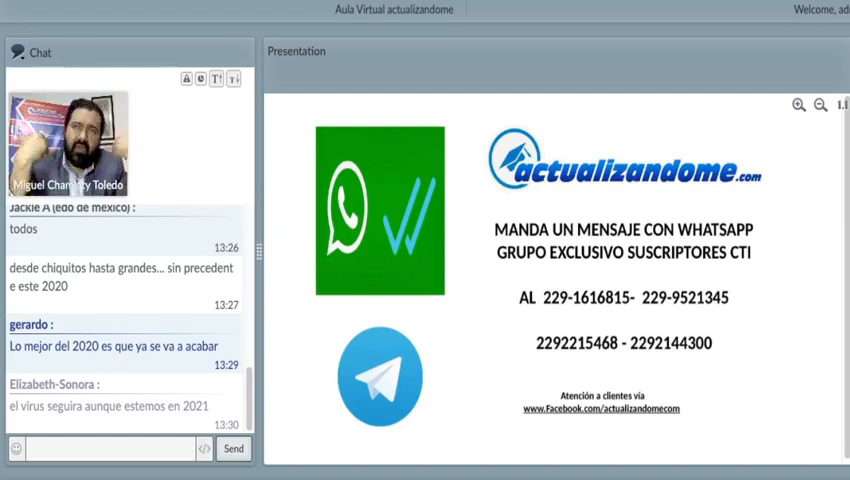 Aula Virtual actualizandome
Welcome, ad
Chat
Miguel Cham
y Toledo
Jackie A (edo de mexico) :
todos
13:26
desde chiquitos hasta grandes... sin precedent
e este 2020
13:27
gerardo :
Lo mejor del 2020 es que ya se va a acabar
13:29
Elizabeth-Sonora :
el virus seguira aunque estemos en 2021
13:30
Send
Presentation
actualizandome.com
MANDA UN MENSAJE CON WHATSAPP
GRUPO EXCLUSIVO SUSCRIPTORES CTI
AL 229-1616815- 229-9521345
2292215468 - 2292144300
Atención a clientes vía
www.Facebook.com/actualizandomecom